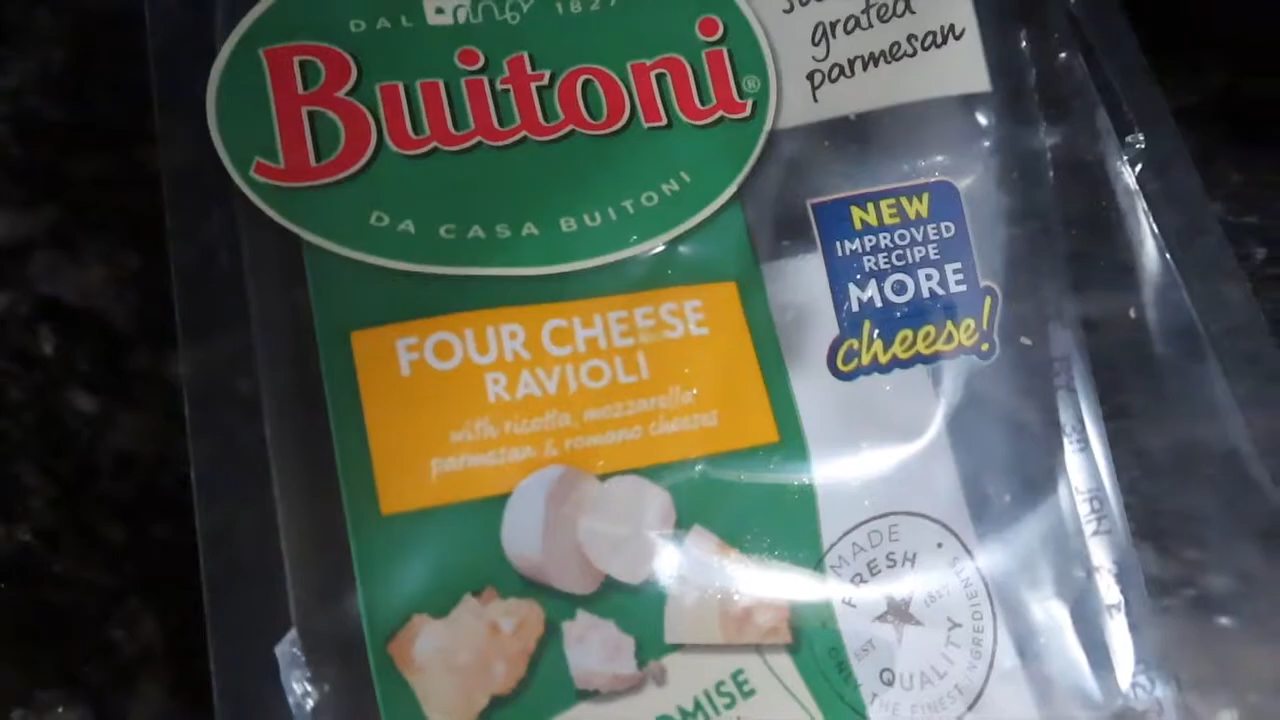 DAL 1827
Buitoni®
DA CASA BUITONI
grated
parmesan
NEW
IMPROVED
RECIPE
MORE
cheese!
FOUR CHEESE
RAVIOLI
with ricotta, mozzarella
parmesan & romano cheeses
MADE
FRESH
EST 1827
QUALITY
ONLY THE FINEST INGREDIENTS
JAN